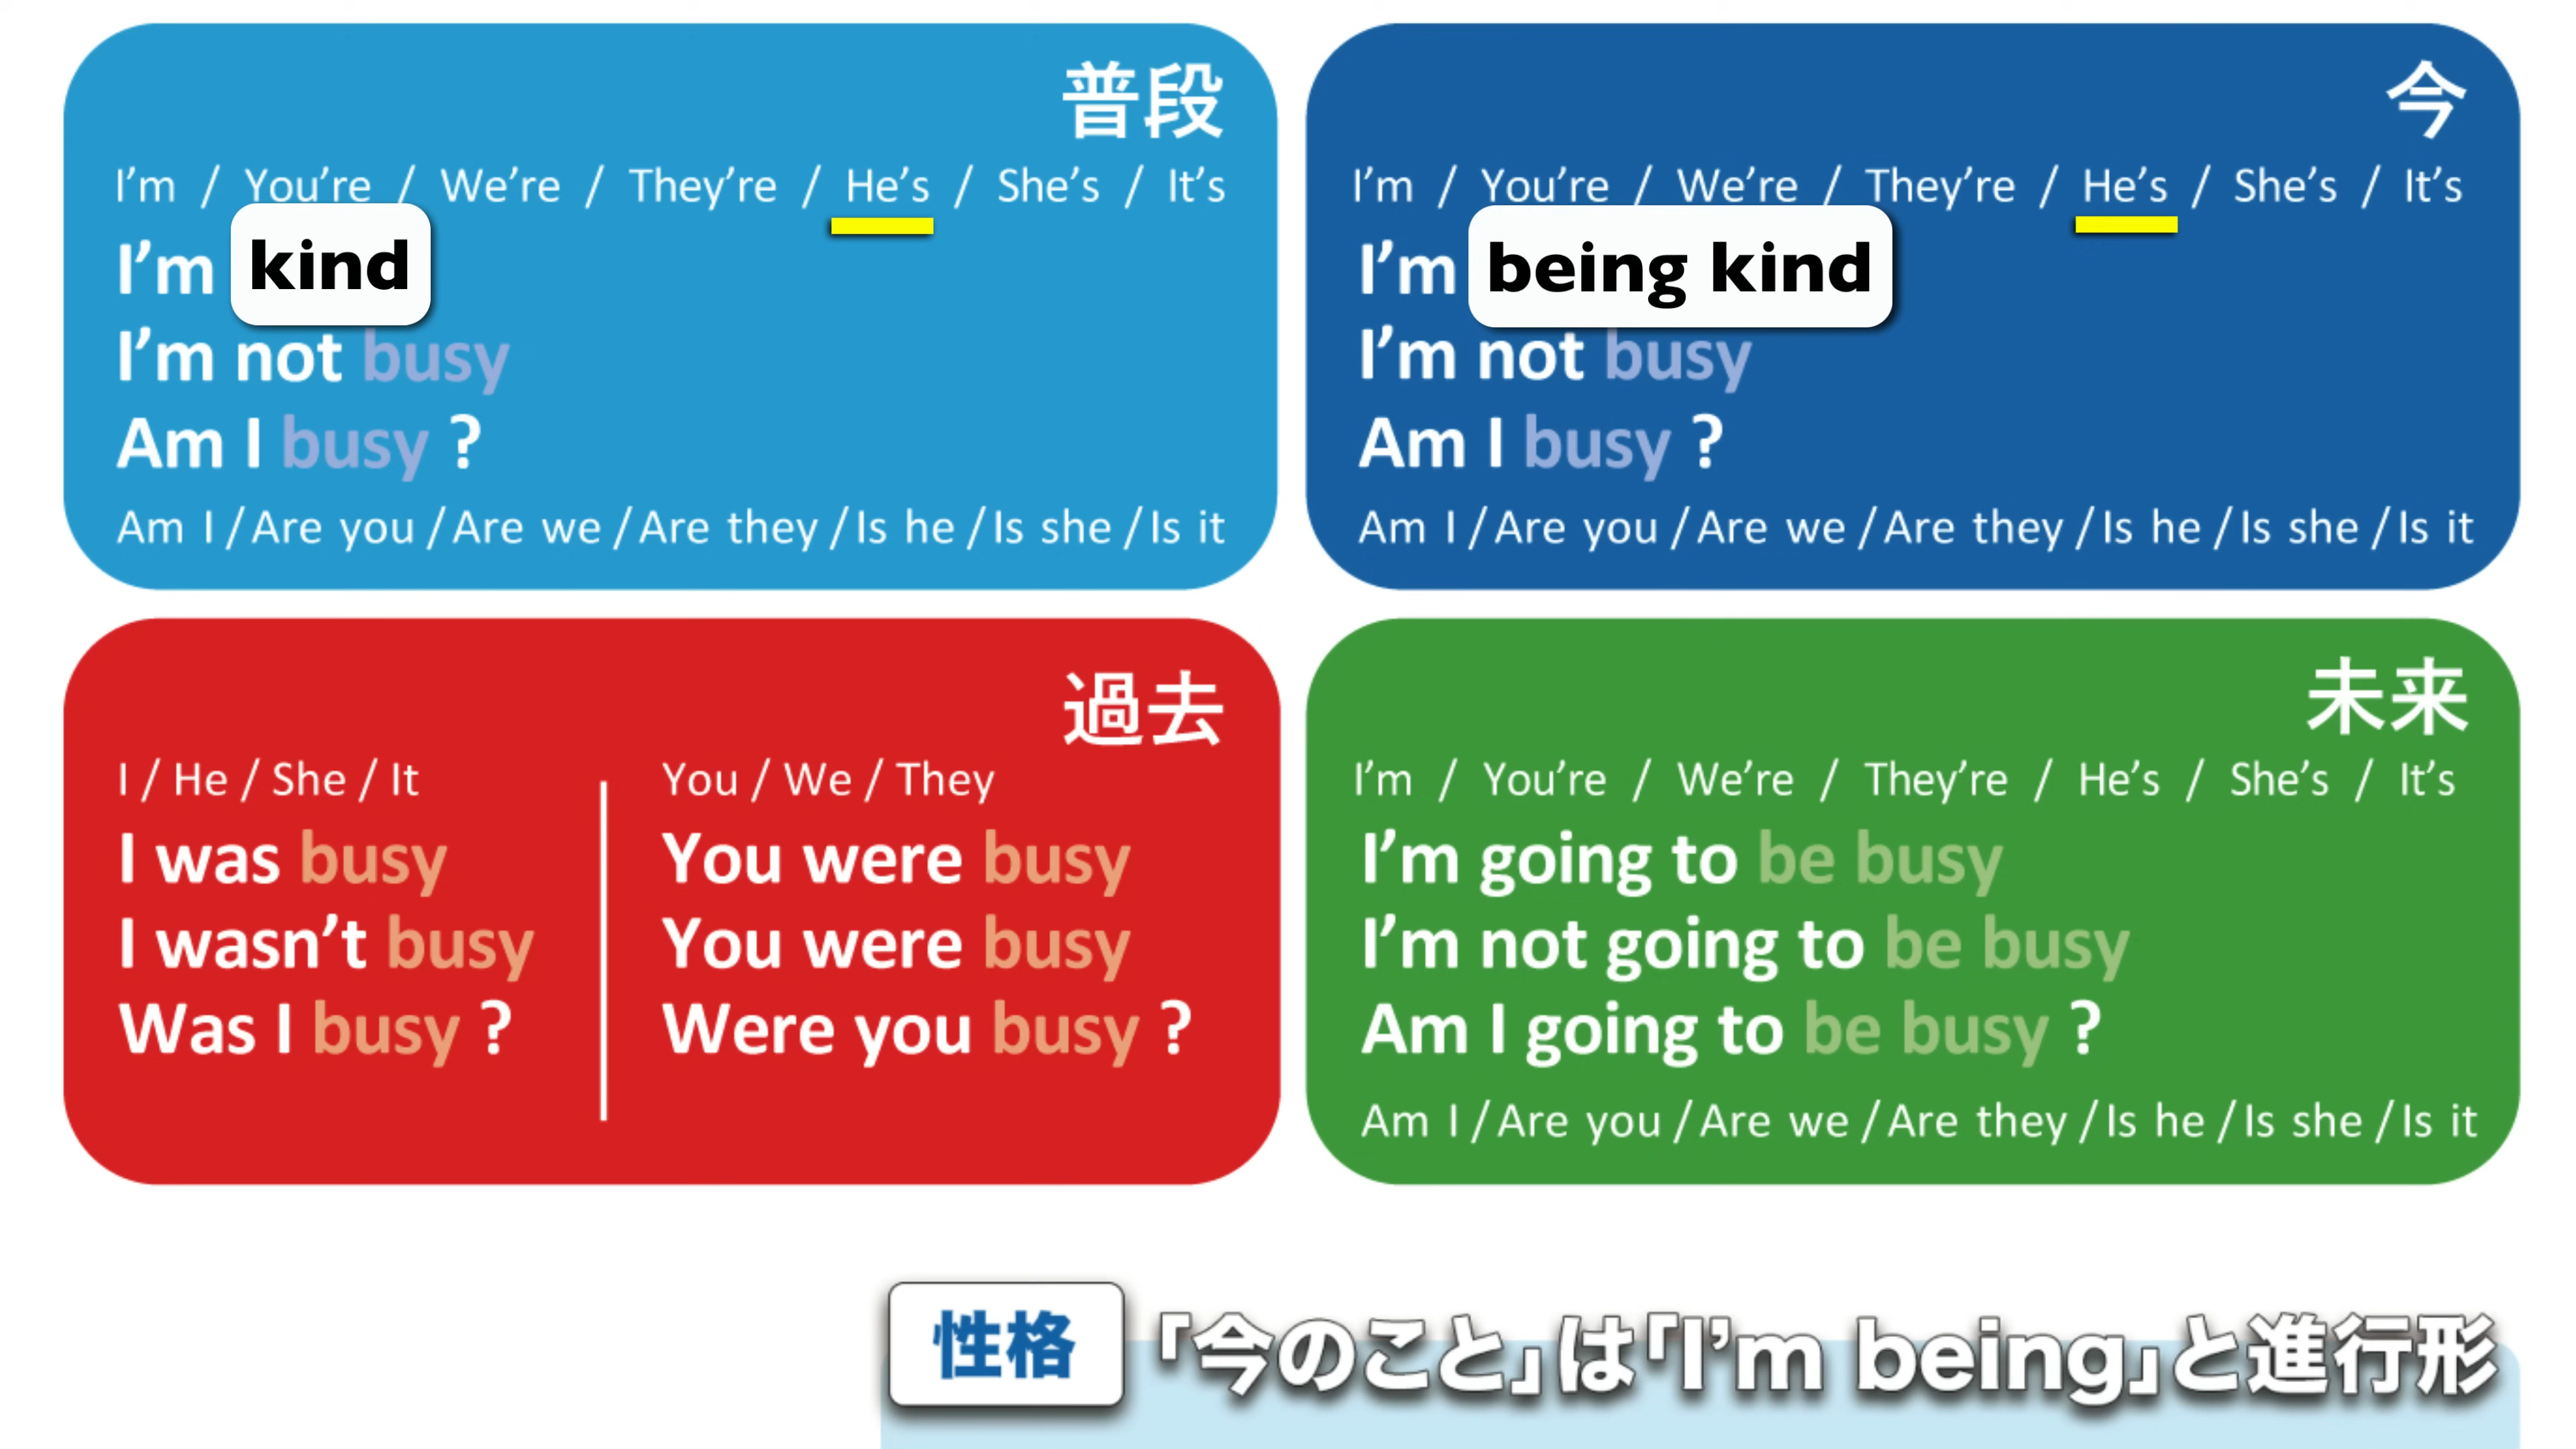 普段
I'm / You're / We're / They're / He's / She's / It's
I'm kind
I'm not busy
Am I busy ?
Am I / Are you / Are we / Are they / Is he / Is she / Is it
今
I'm / You're / We're / They're / He's / She's / It's
I'm being kind
I'm not busy
Am I busy ?
Am I / Are you / Are we / Are they / Is he / Is she / Is it
過去
I / He / She / It
I was busy
I wasn't busy
Was I busy ?
You / We / They
You were busy
You were busy
Were you busy ?
未来
I'm / You're / We're / They're / He's / She's / It's
I'm going to be busy
I'm not going to be busy
Am I going to be busy ?
Am I / Are you / Are we / Are they / Is he / Is she / Is it
性格 「今のこと」は「I'm being」と進行形